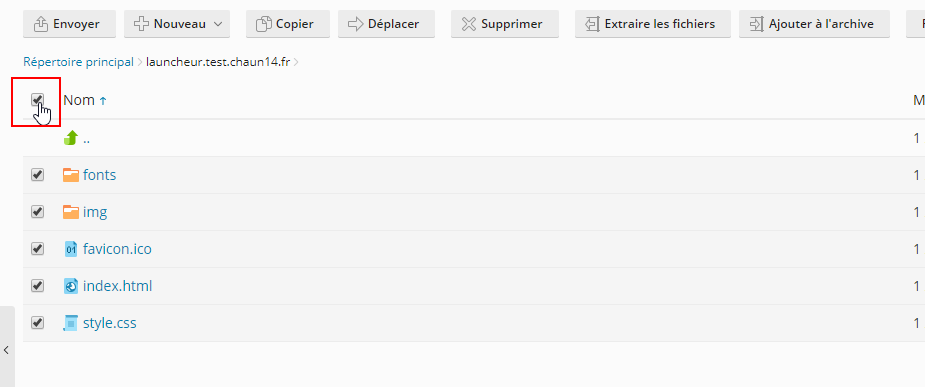 Envoyer Nouveau Copier Déplacer Supprimer Extraire les fichiers Ajouter à l'archive
Répertoire principal > launcheur.test.chaun14.fr >
Nom ↑ M
.. 1
fonts 1
img 1
01 favicon.ico 1
index.html 1
style.css 1